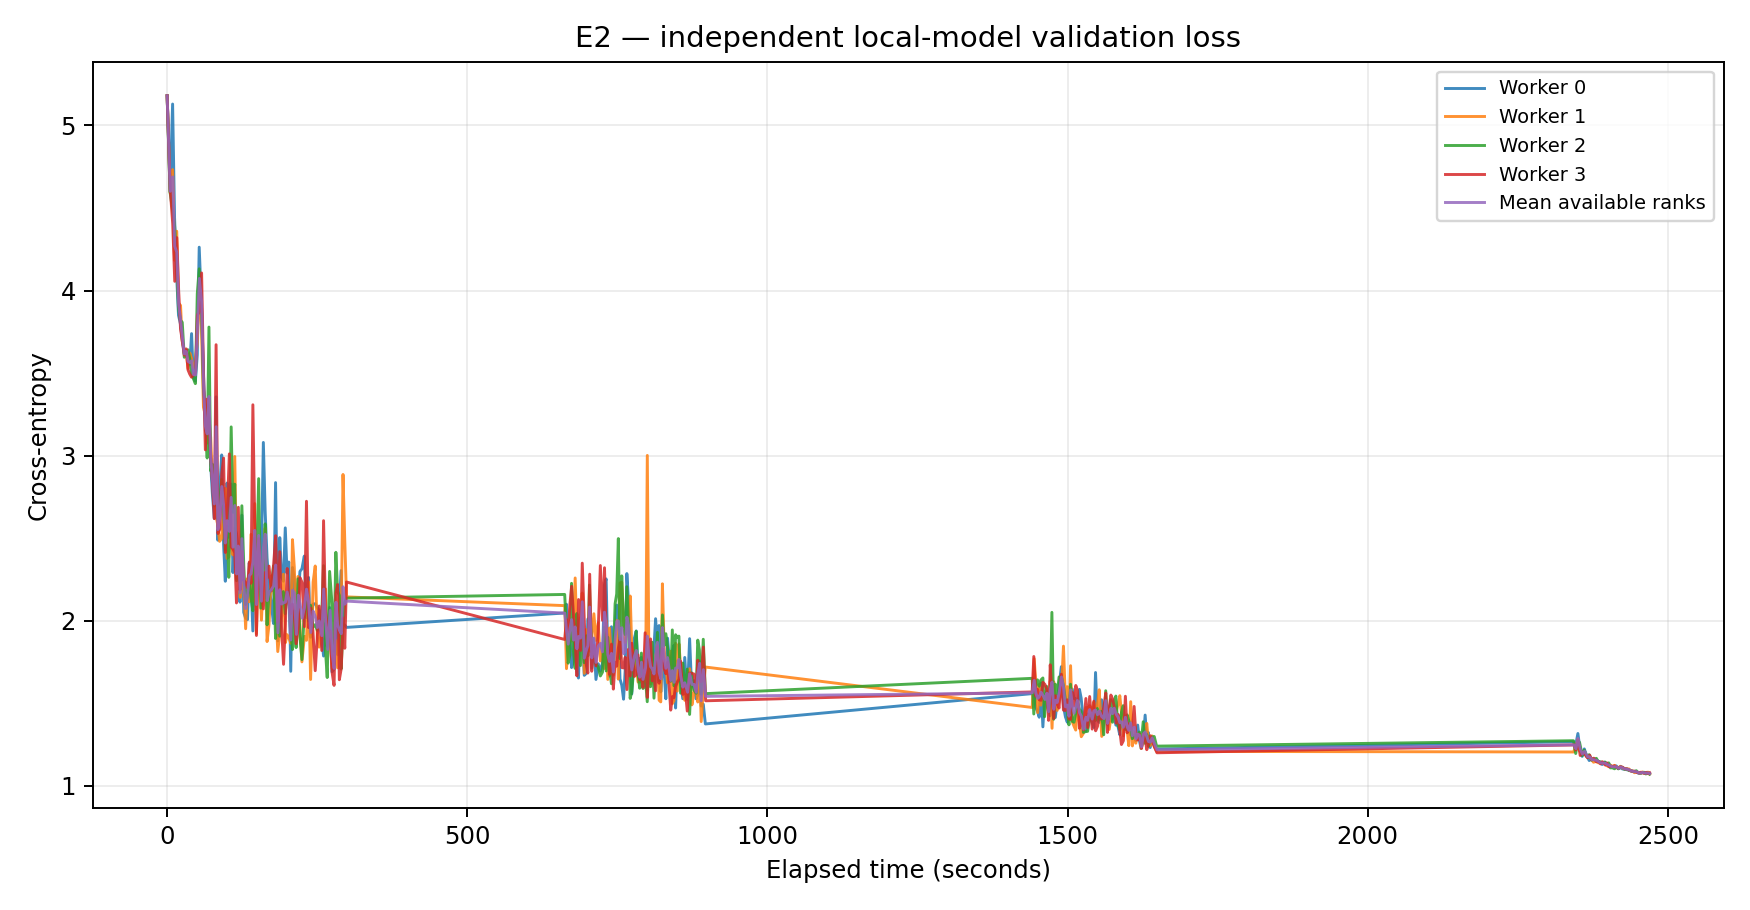 E2 — independent local-model validation loss
Worker 0
Worker 1
Worker 2
Worker 3
Mean available ranks
Cross-entropy
5
4
3
2
1
0 500 1000 1500 2000 2500
Elapsed time (seconds)